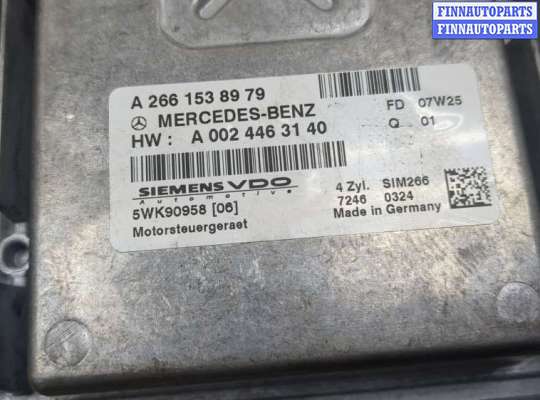 FINNAUTOPARTS
FINNAUTOPARTS
FINNAUTOPARTS
A 266 153 89 79
MERCEDES-BENZ
HW : A 002 446 31 40
FD 07W25
Q 01
SIEMENS VDO
Automotive
5WK90958 [06]
Motorsteuergeraet
4 Zyl. SIM266
7246 0324
Made in Germany